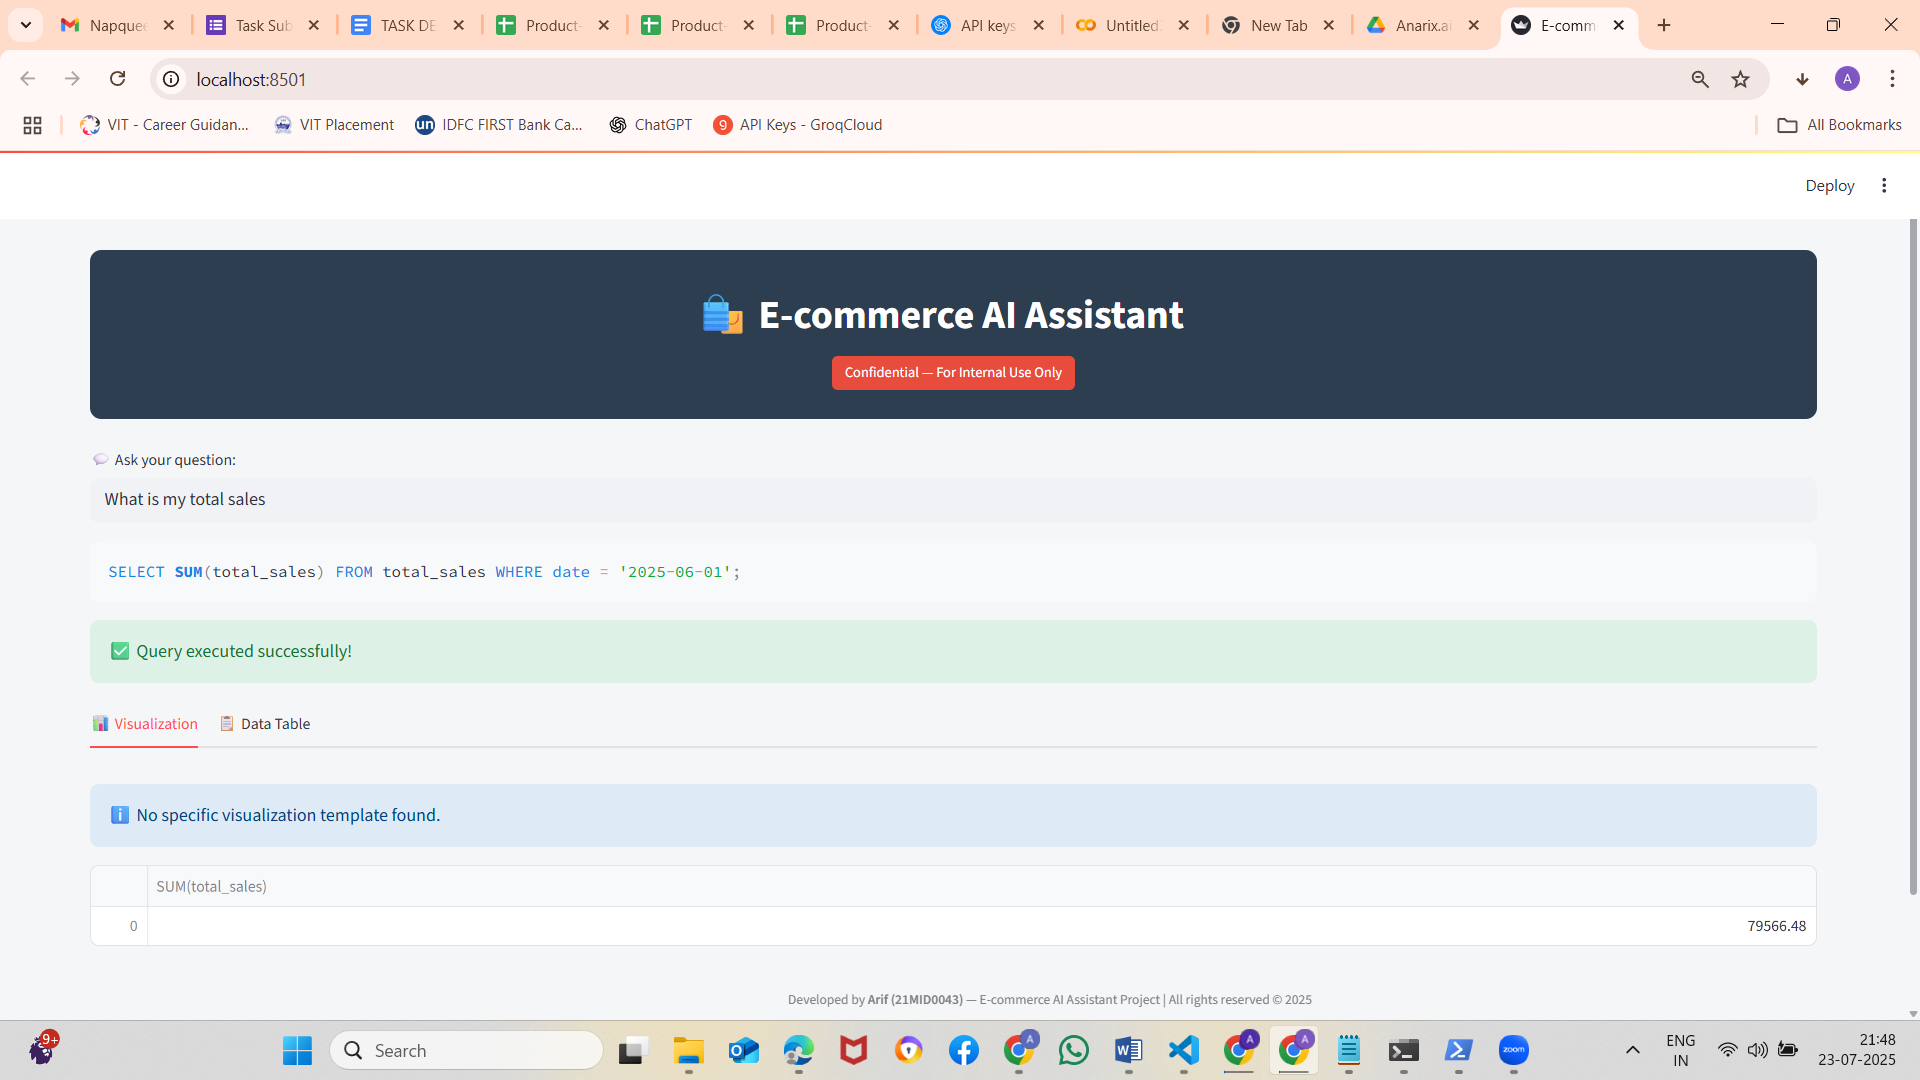 Napquee
Task Sub
TASK DE
Product-
Product-
Product-
API keys
Untitled
New Tab
Anarix.ai
E-comm
localhost:8501
A
VIT - Career Guidan...
VIT Placement
un
IDFC FIRST Bank Ca...
ChatGPT
9
API Keys - GroqCloud
All Bookmarks
Deploy
E-commerce AI Assistant
Confidential — For Internal Use Only
Ask your question:
What is my total sales
SELECT SUM(total_sales) FROM total_sales WHERE date = '2025-06-01';
Query executed successfully!
Visualization
Data Table
No specific visualization template found.
SUM(total_sales)
0
79566.48
Developed by Arif (21MID0043) — E-commerce AI Assistant Project | All rights reserved © 2025
9+
Search
A
A
A
zoom
ENG
IN
21:48
23-07-2025